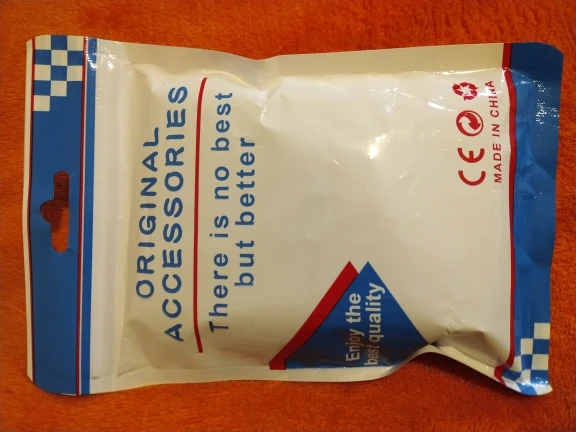 ORIGINAL
ACCESSORIES
There is no best
but better
Enjoy the
best quality
CE
MADE IN CHINA